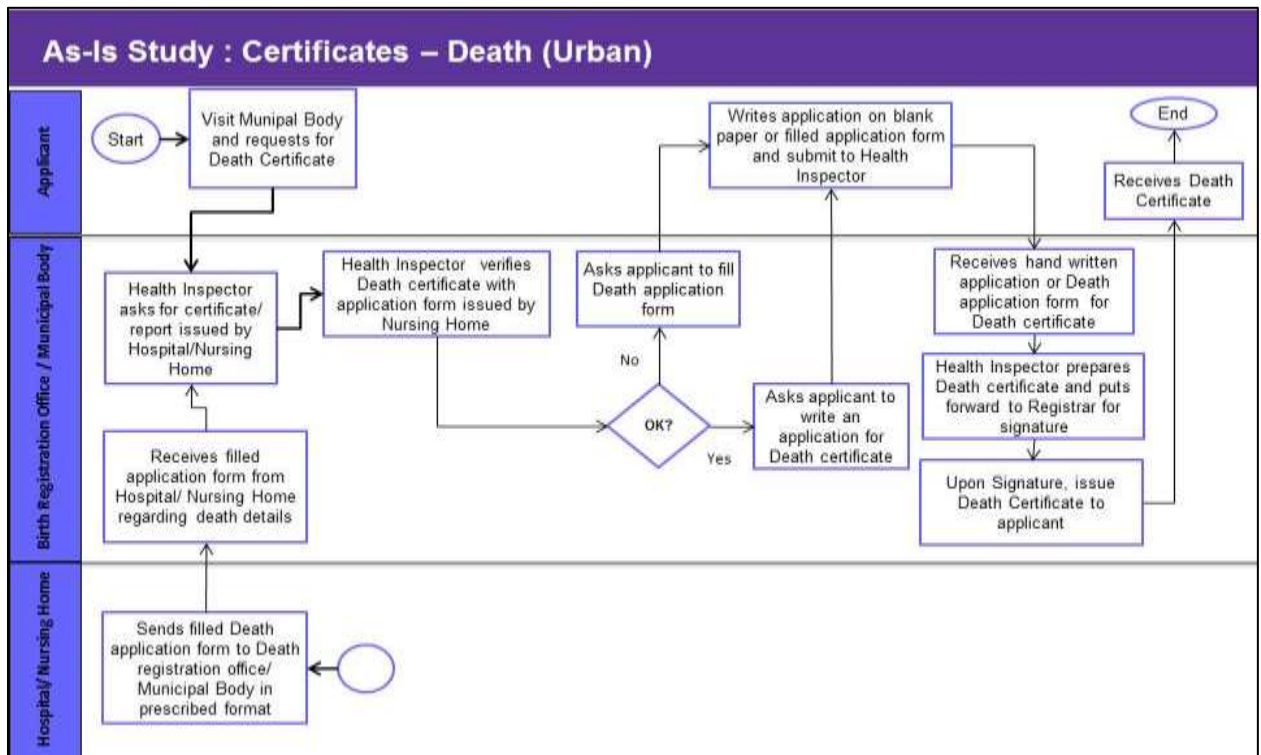 As-Is Study : Certificates – Death (Urban)
Applicant
Start
Visit Munipal Body
and requests for
Death Certificate
Writes application on blank
paper or filled application form
and submit to Health
Inspector
End
Receives Death
Certificate
Birth Registration Office / Municipal Body
Health Inspector
asks for certificate/
report issued by
Hospital/Nursing
Home
Health Inspector verifies
Death certificate with
application form issued by
Nursing Home
Asks applicant to fill
Death application
form
No
OK?
Yes
Asks applicant to
write an
application for
Death certificate
Receives hand written
application or Death
application form for
Death certificate
Health Inspector prepares
Death certificate and puts
forward to Registrar for
signature
Upon Signature, issue
Death Certificate to
applicant
Receives filled
application form from
Hospital/ Nursing Home
regarding death details
Hospital/ Nursing Home
Sends filled Death
application form to Death
registration office/
Municipal Body in
prescribed format